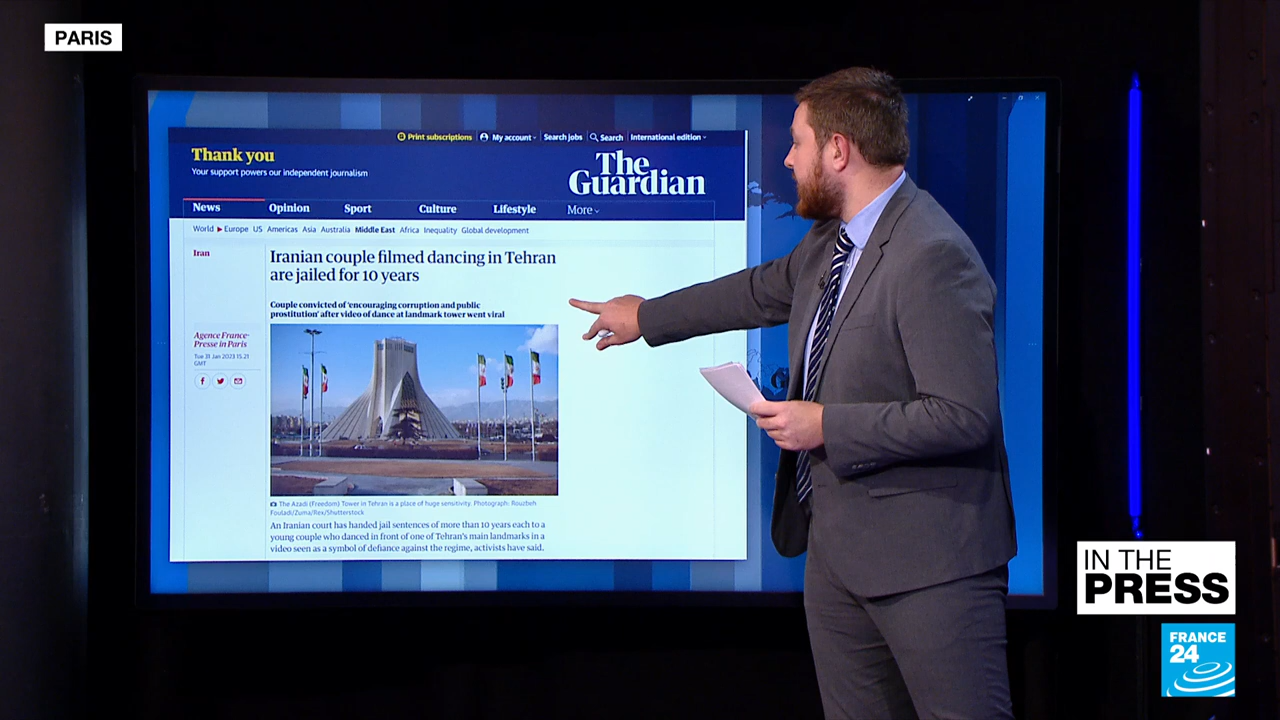 PARIS
Print subscriptions
My account
Search jobs
Search
International edition
Thank you
Your support powers our independent journalism
The
Guardian
News
Opinion
Sport
Culture
Lifestyle
More
World
Europe
US
Americas
Asia
Australia
Middle East
Africa
Inequality
Global development
Iran
Iranian couple filmed dancing in Tehran
are jailed for 10 years
Couple convicted of 'encouraging corruption and public
prostitution' after video of dance at landmark tower went viral
Agence France-
Presse in Paris
Tue 31 Jan 2023 15.21
GMT
The Azadi (Freedom) Tower in Tehran is a place of huge sensitivity. Photograph: Rouzbeh
Fouladi/Zuma/Rex/Shutterstock
An Iranian court has handed jail sentences of more than 10 years each to a
young couple who danced in front of one of Tehran's main landmarks in a
video seen as a symbol of defiance against the regime, activists have said.
IN THE
PRESS
FRANCE
24